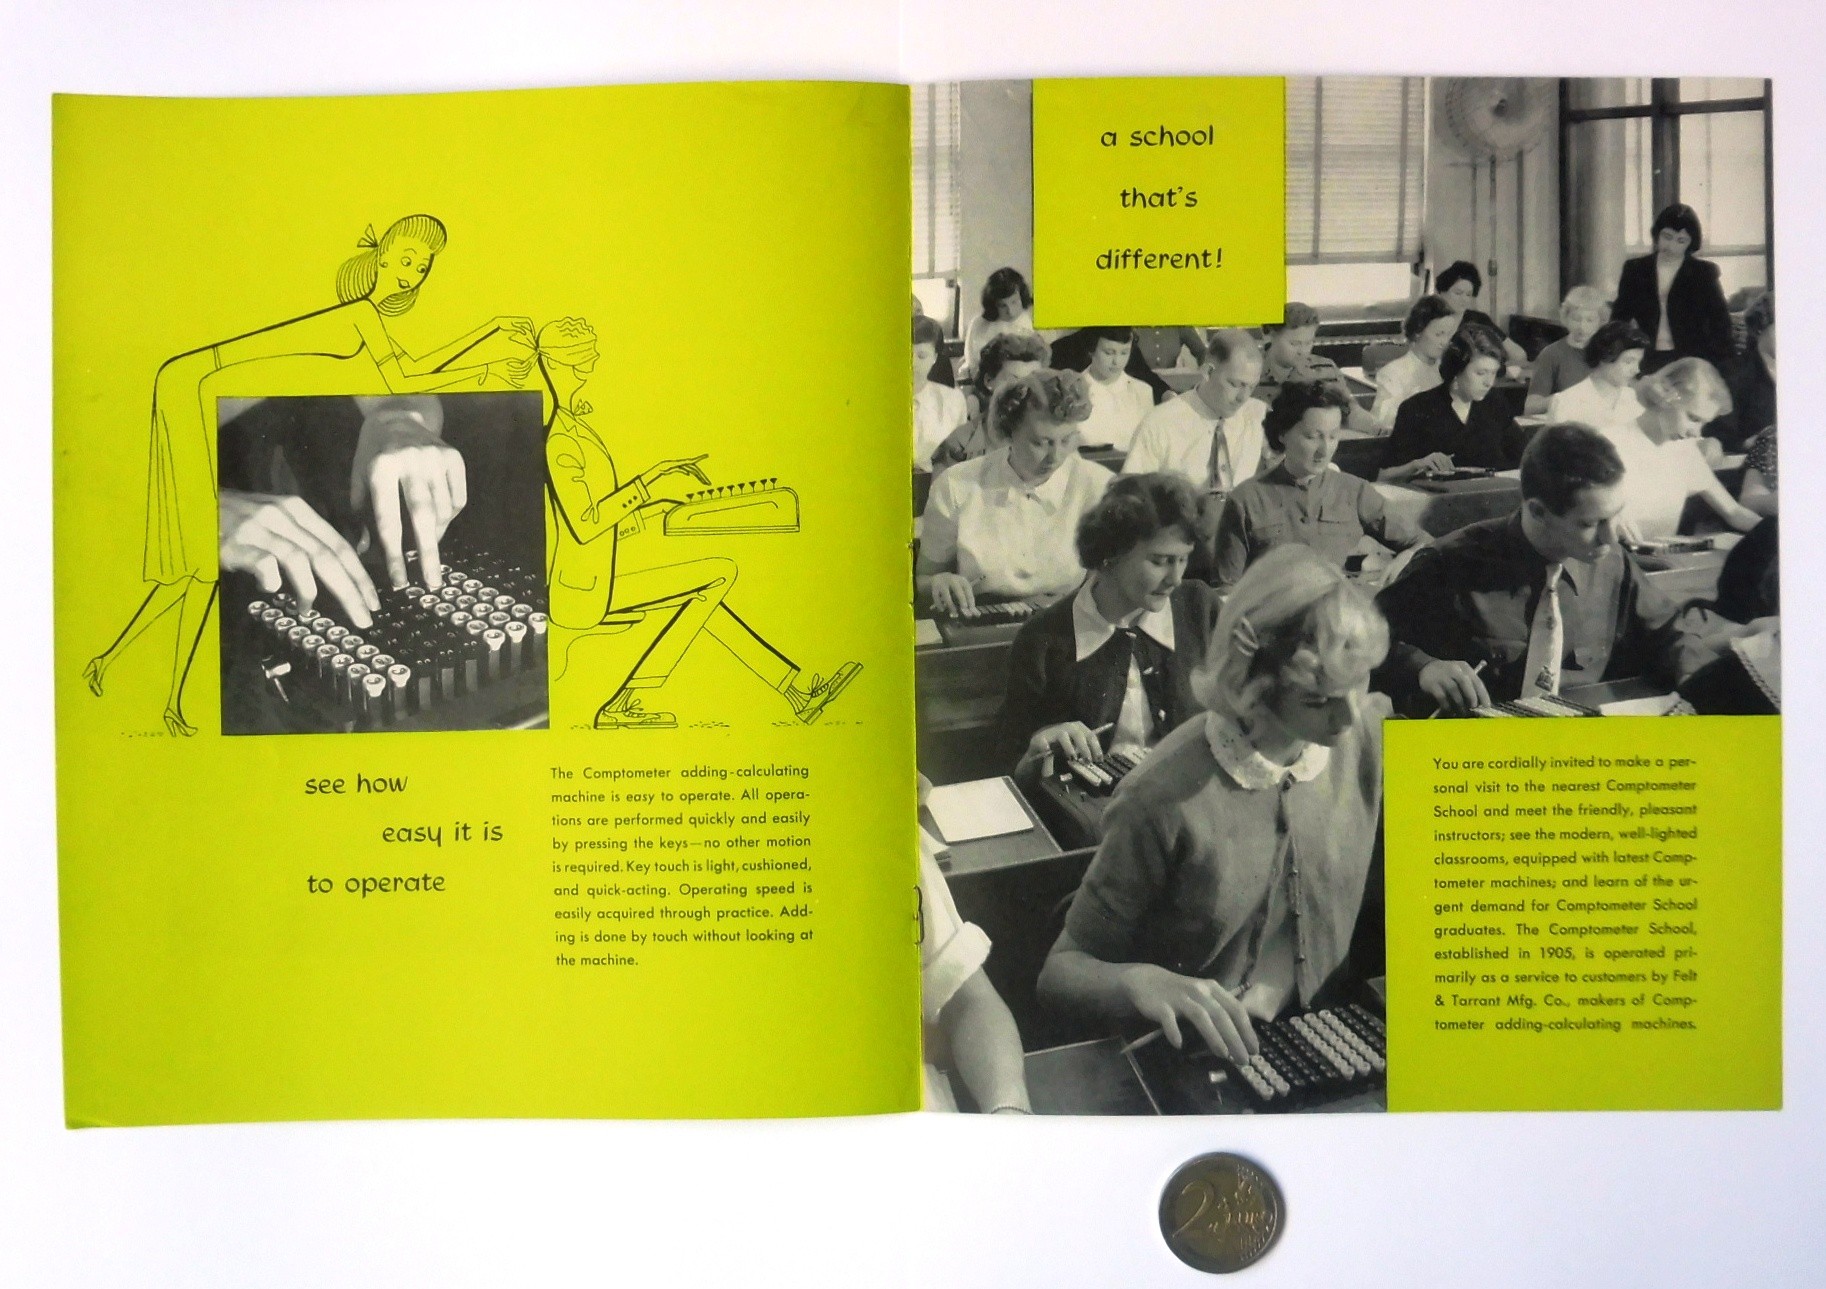 see how
easy it is
to operate
The Comptometer adding-calculating
machine is easy to operate. All opera-
tions are performed quickly and easily
by pressing the keys—no other motion
is required. Key touch is light, cushioned,
and quick-acting. Operating speed is
easily acquired through practice. Add-
ing is done by touch without looking at
the machine.
a school
that's
different!
You are cordially invited to make a per-
sonal visit to the nearest Comptometer
School and meet the friendly, pleasant
instructors; see the modern, well-lighted
classrooms, equipped with latest Comp-
tometer machines; and learn of the ur-
gent demand for Comptometer School
graduates. The Comptometer School,
established in 1905, is operated pri-
marily as a service to customers by Felt
& Tarrant Mfg. Co., makers of Comp-
tometer adding-calculating machines.
2